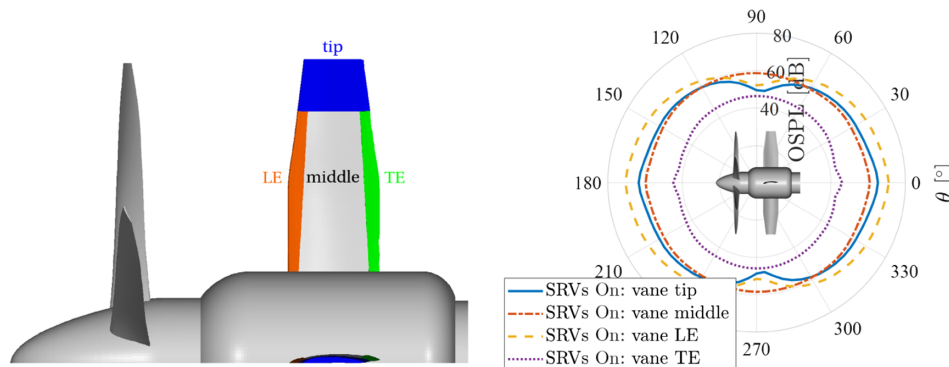 tip
LE
middle
TE
90
120
80
60
60
150
40
30
OSPL [dB]
180
0
θ [°]
210
330
300
270
SRVs On: vane tip
SRVs On: vane middle
SRVs On: vane LE
SRVs On: vane TE